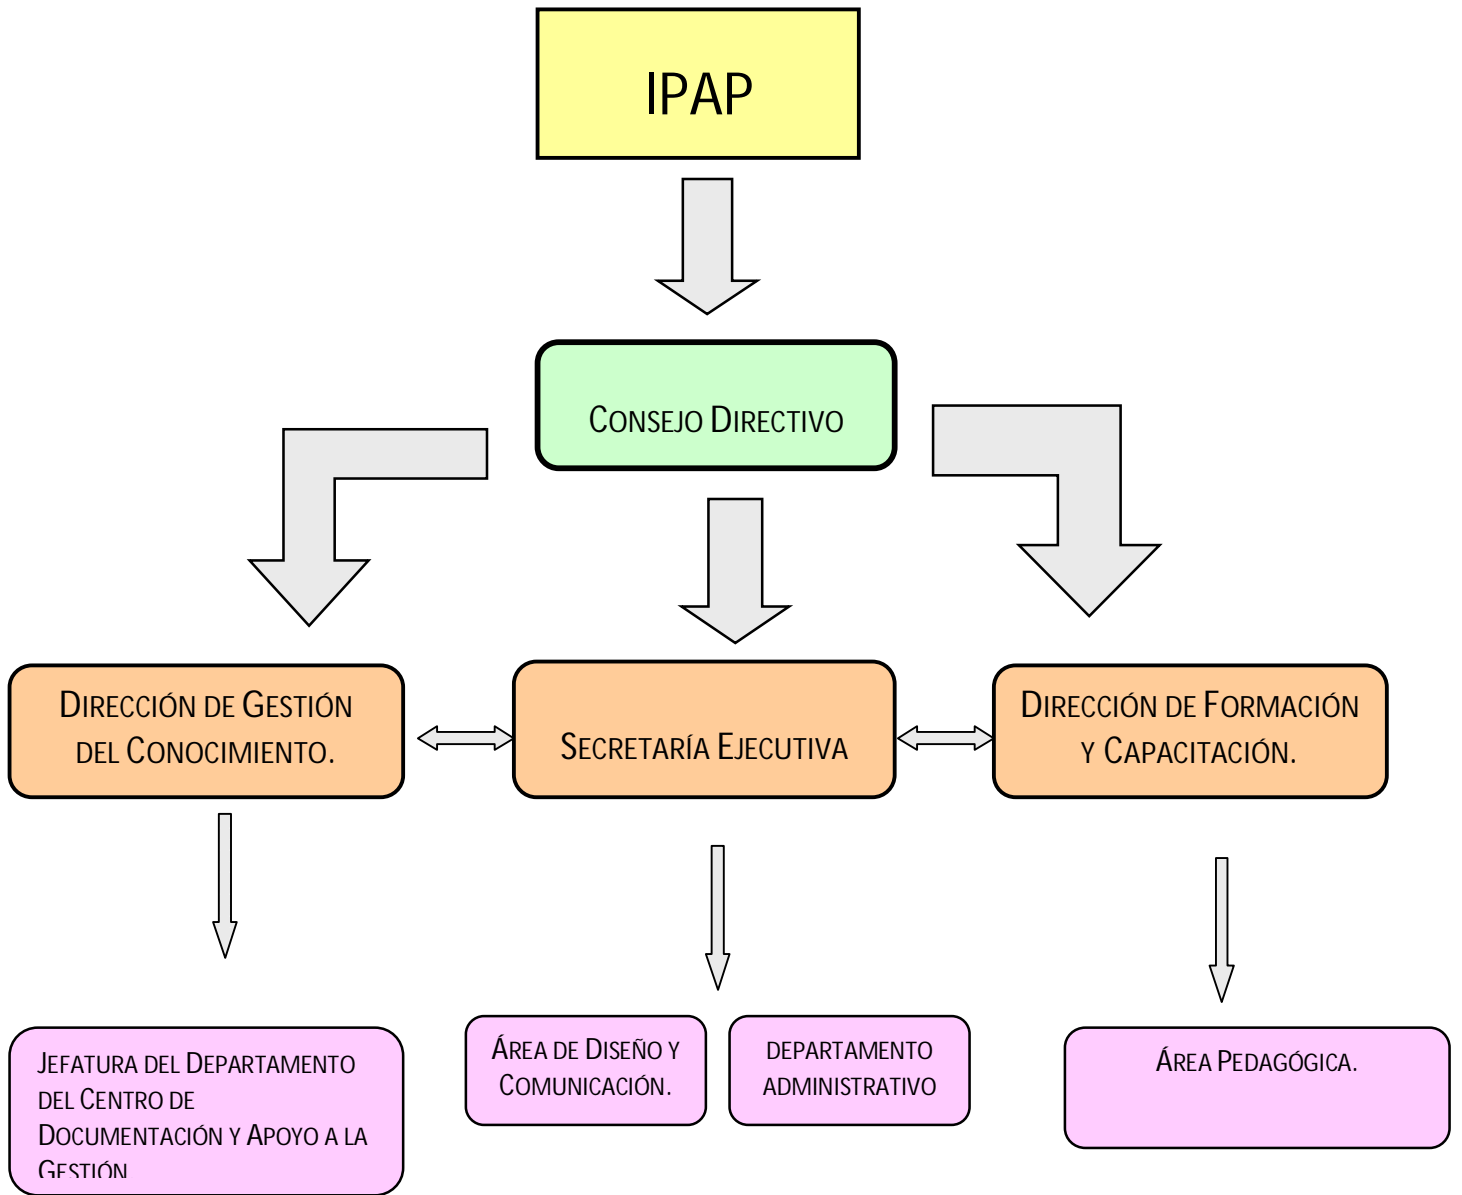 IPAP
CONSEJO DIRECTIVO
DIRECCIÓN DE GESTIÓN
DEL CONOCIMIENTO.
SECRETARÍA EJECUTIVA
DIRECCIÓN DE FORMACIÓN
Y CAPACITACIÓN.
JEFATURA DEL DEPARTAMENTO
DEL CENTRO DE
DOCUMENTACIÓN Y APOYO A LA
GESTIÓN
ÁREA DE DISEÑO Y
COMUNICACIÓN.
DEPARTAMENTO
ADMINISTRATIVO
ÁREA PEDAGÓGICA.